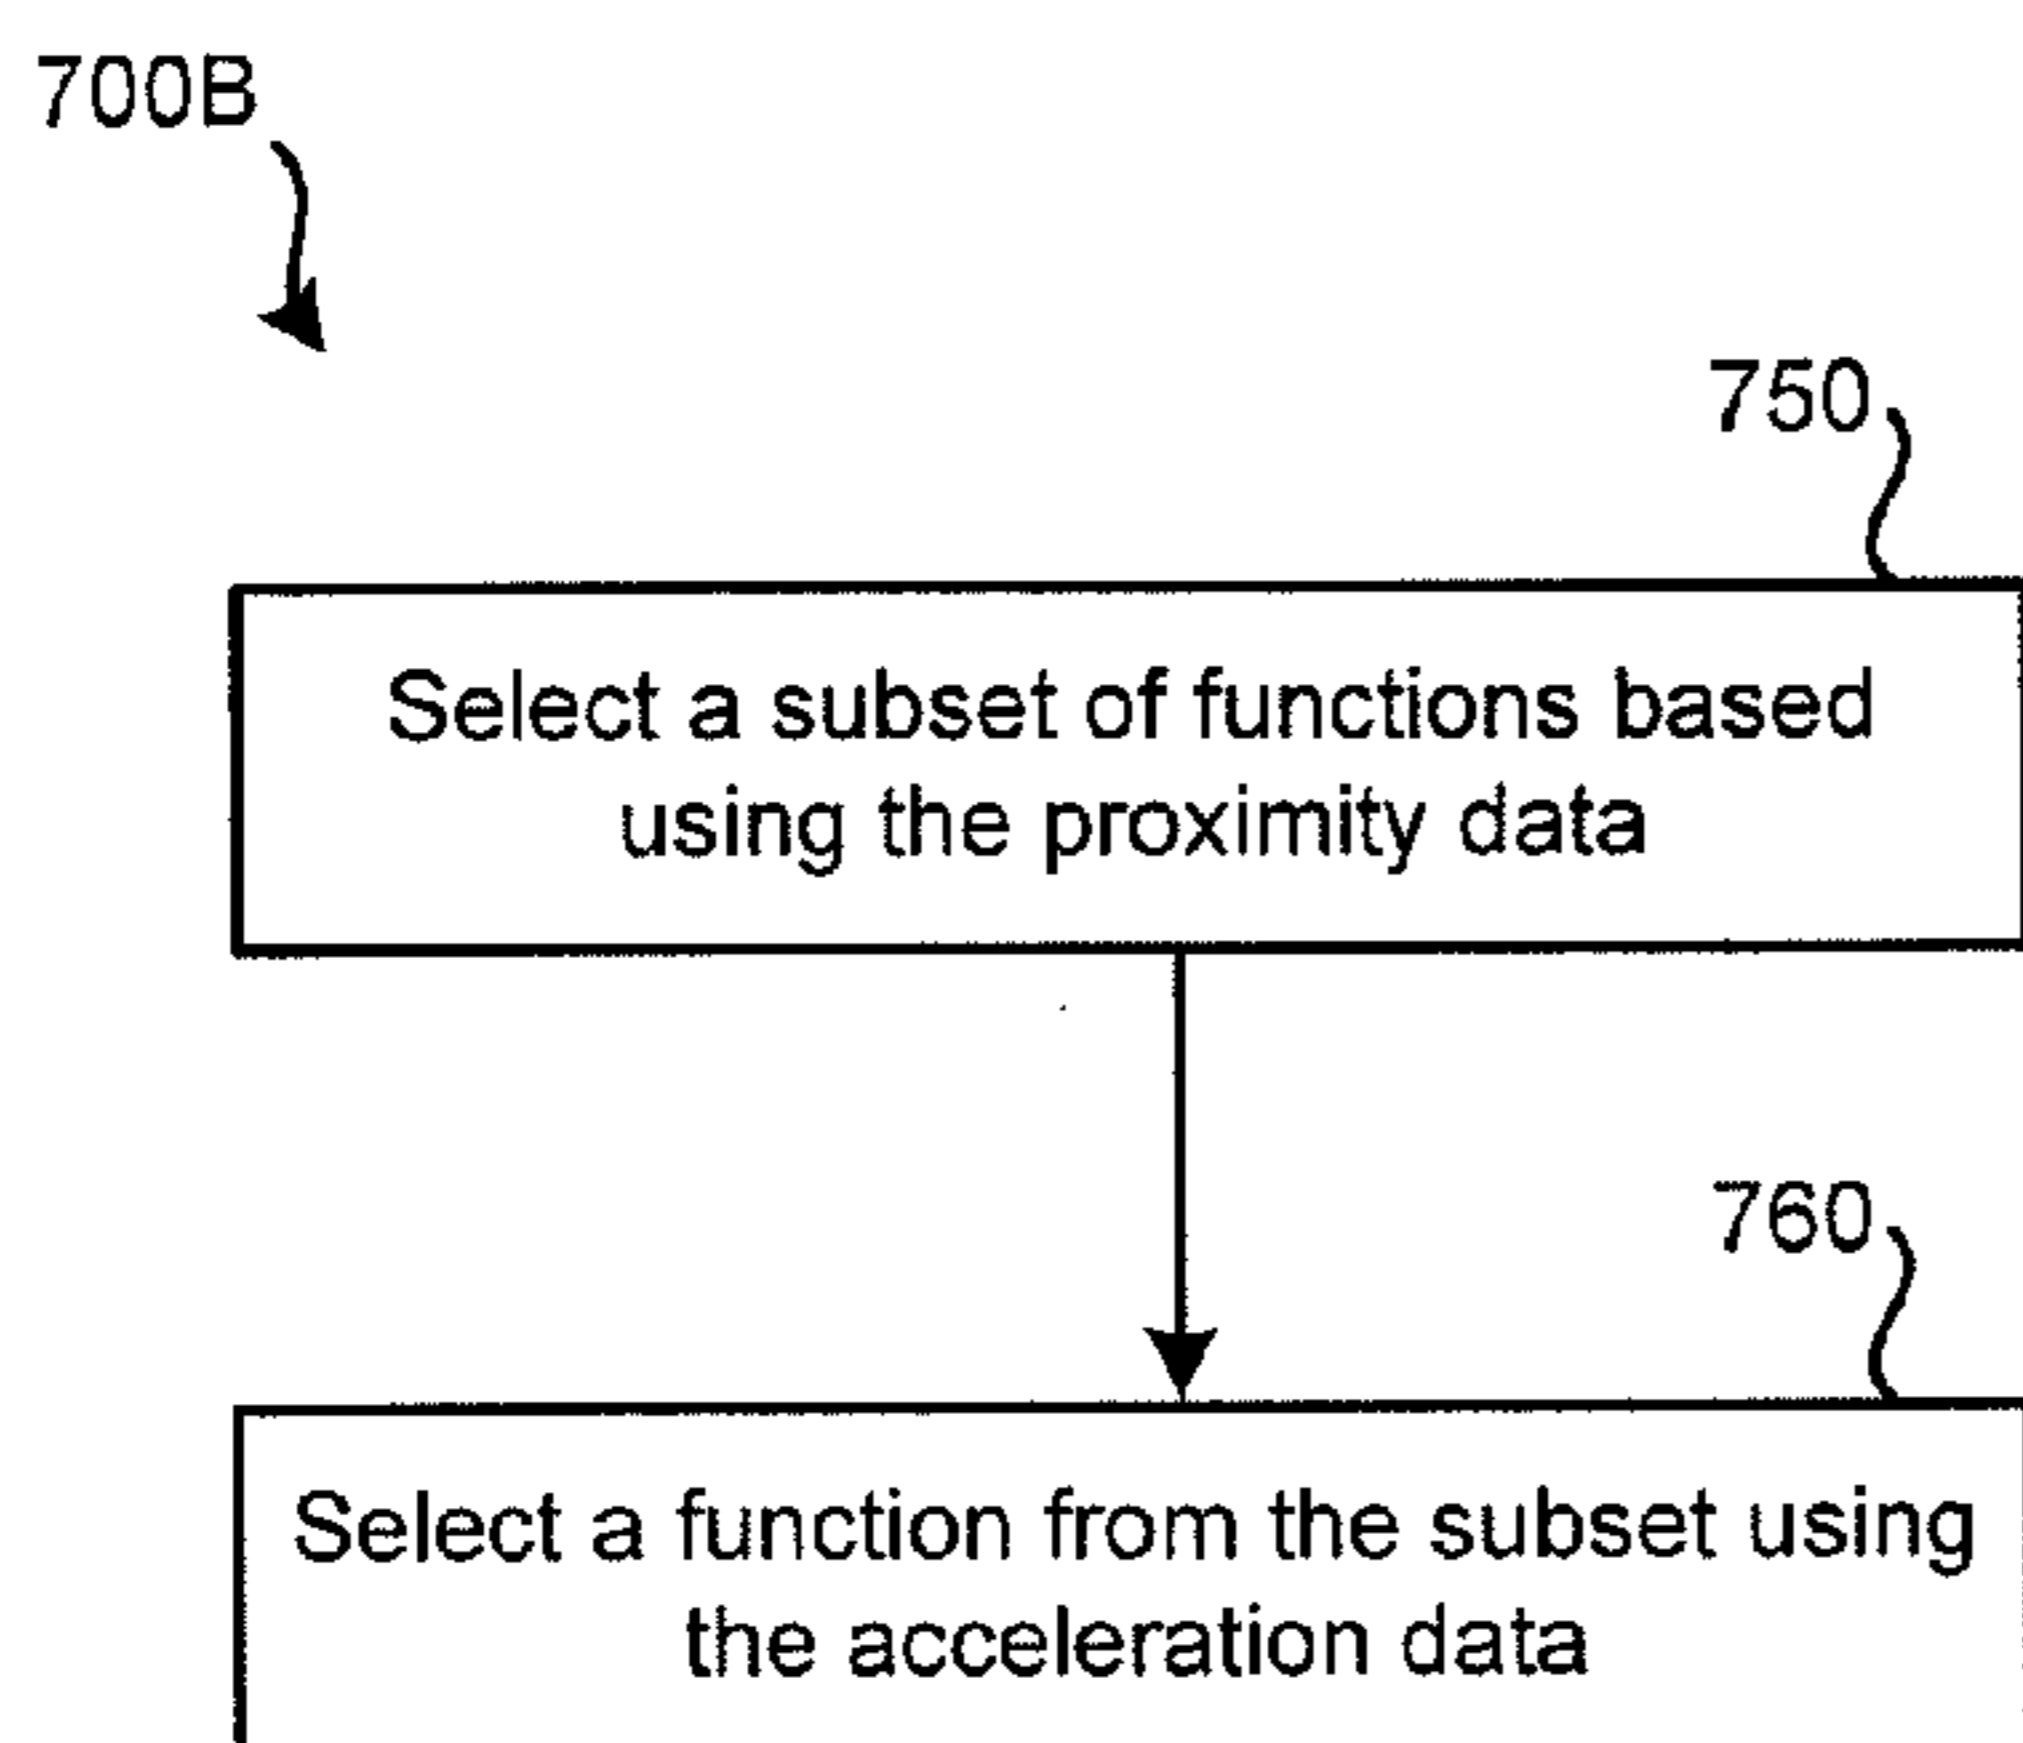 700B
750
Select a subset of functions based
using the proximity data
760
Select a function from the subset using
the acceleration data